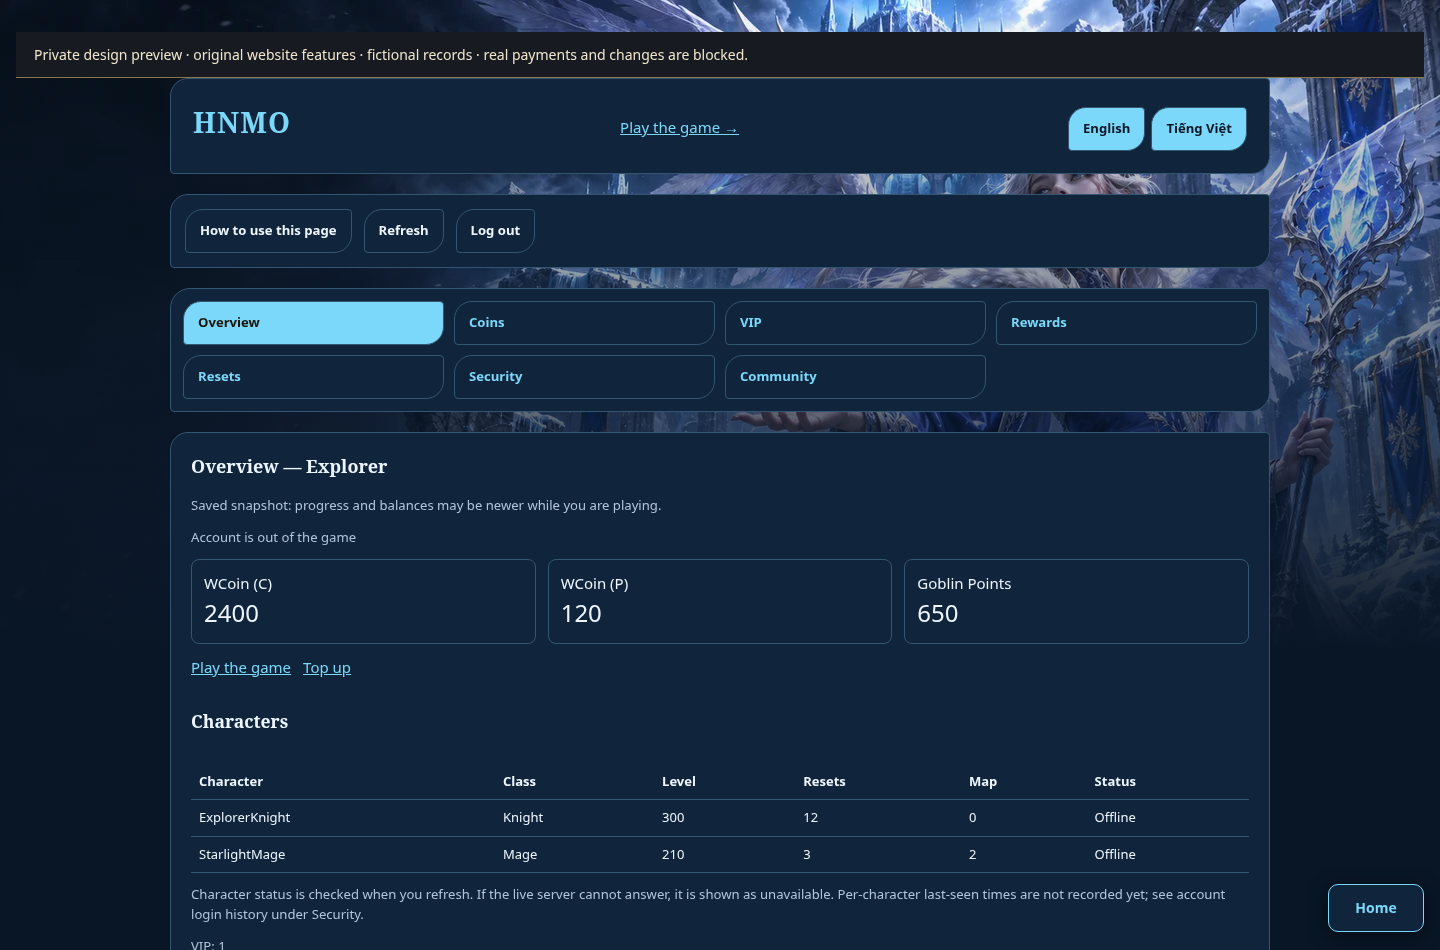 Private design preview · original website features · fictional records · real payments and changes are blocked.
HNMO
Play the game →
English
Tiếng Việt
How to use this page
Refresh
Log out
Overview
Coins
VIP
Rewards
Resets
Security
Community
Overview — Explorer
Saved snapshot: progress and balances may be newer while you are playing.
Account is out of the game
WCoin (C)
2400
WCoin (P)
120
Goblin Points
650
Play the game Top up
Characters
Character Class Level Resets Map Status
ExplorerKnight Knight 300 12 0 Offline
StarlightMage Mage 210 3 2 Offline
Character status is checked when you refresh. If the live server cannot answer, it is shown as unavailable. Per-character last-seen times are not recorded yet; see account
login history under Security.
VIP: 1
Home